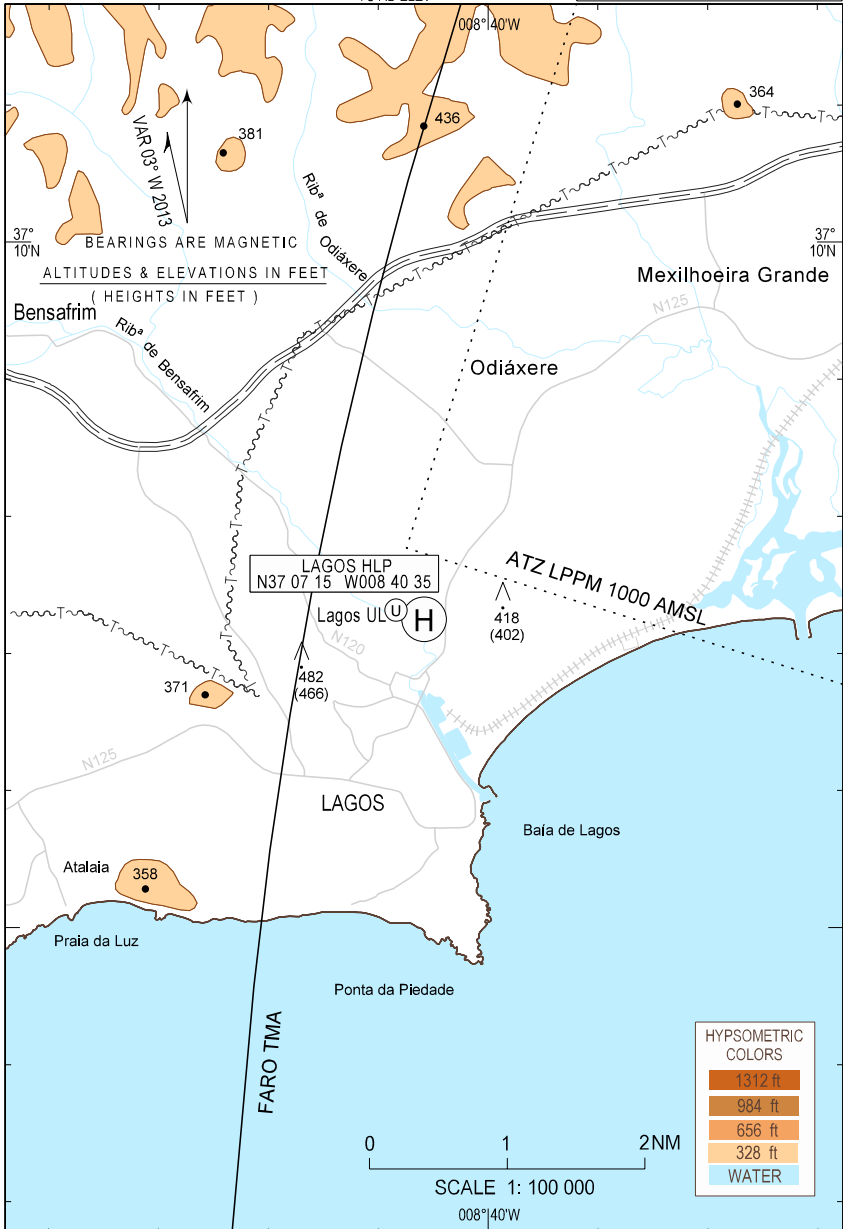 008° 40'W
364
436
381
VAR 03° W 2013
Ribª de Odiáxere
37° 10'N
37° 10'N
BEARINGS ARE MAGNETIC
ALTITUDES & ELEVATIONS IN FEET
( HEIGHTS IN FEET )
Mexilhoeira Grande
N125
Bensafrim
Ribª de Bensafrim
Odiáxere
LAGOS HLP
N37 07 15 W008 40 35
ATZ LPPM 1000 AMSL
Lagos UL
U
H
418
(402)
N120
482
(466)
371
N125
LAGOS
Baía de Lagos
Atalaia
358
Praia da Luz
Ponta da Piedade
FARO TMA
HYPSOMETRIC
COLORS
1312 ft
984 ft
656 ft
328 ft
WATER
0 1 2NM
SCALE 1: 100 000
008° 40'W